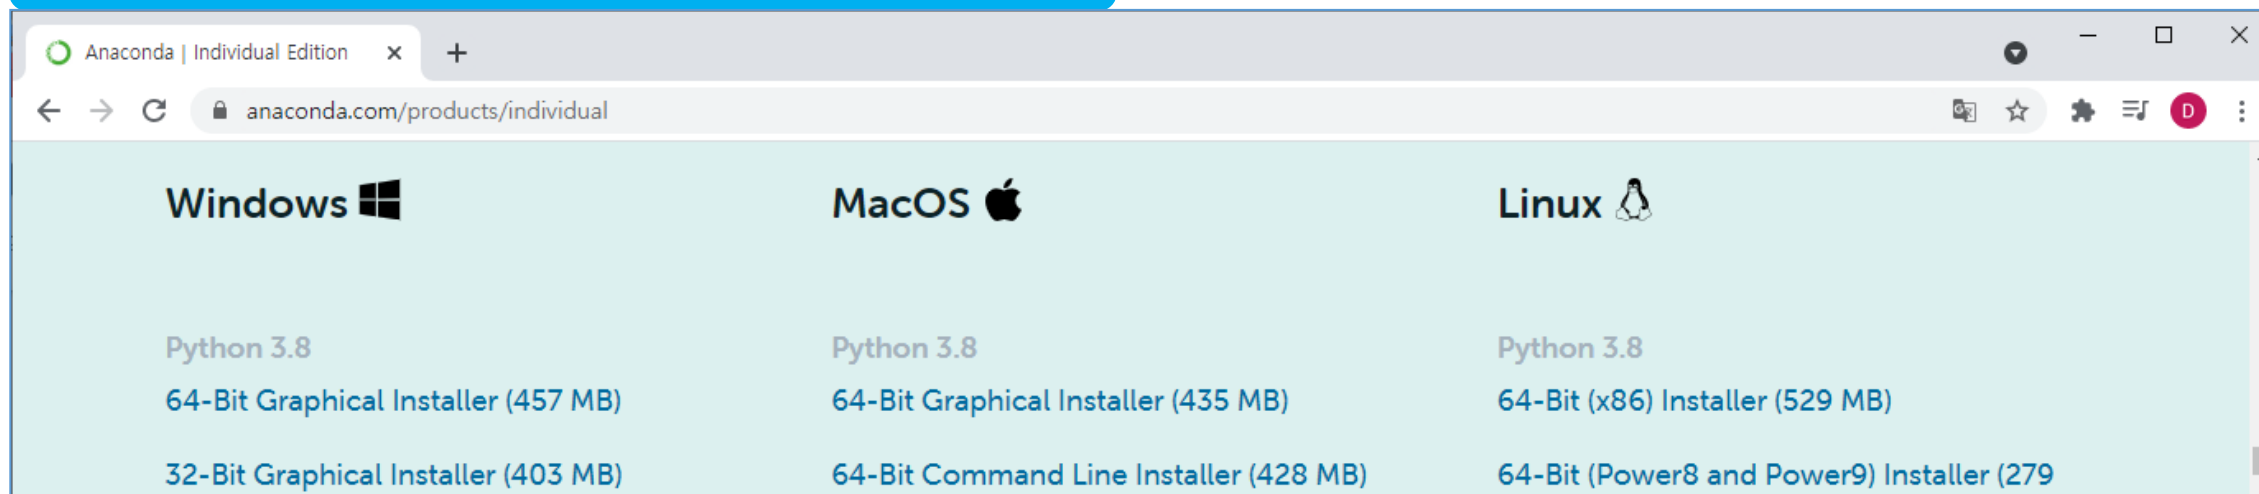 Anaconda | Individual Edition
anaconda.com/products/individual
D
Windows
MacOS
Linux
Python 3.8
Python 3.8
Python 3.8
64-Bit Graphical Installer (457 MB)
64-Bit Graphical Installer (435 MB)
64-Bit (x86) Installer (529 MB)
32-Bit Graphical Installer (403 MB)
64-Bit Command Line Installer (428 MB)
64-Bit (Power8 and Power9) Installer (279